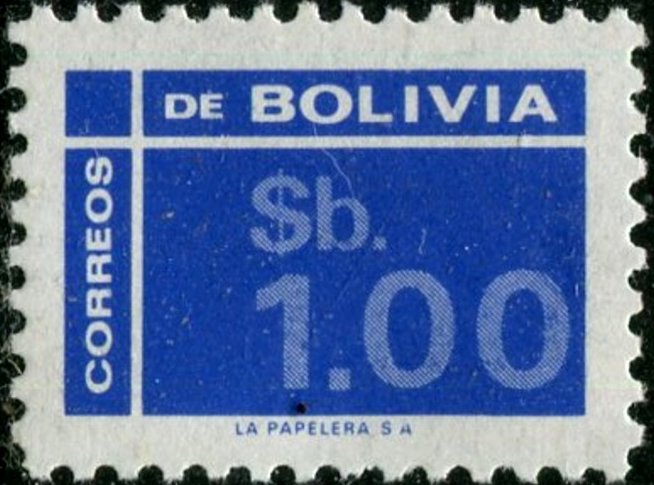 CORREOS
DE BOLIVIA
$b.
1.00
LA PAPELERA S A